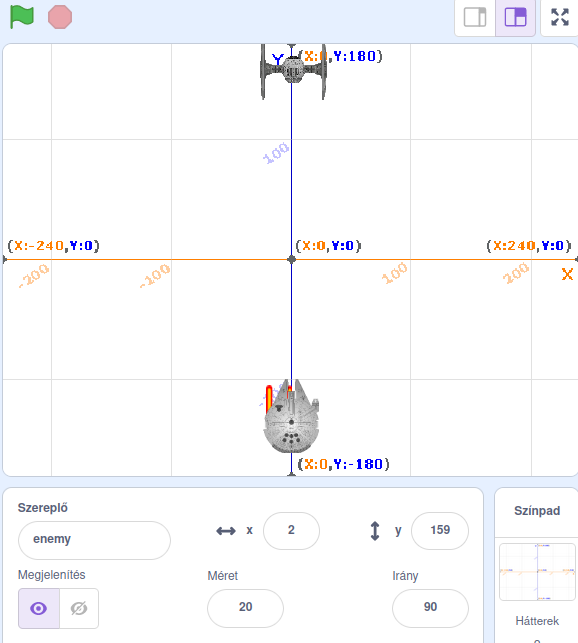 Y
(X:0,Y:180)
100
(X:-240,Y:0)
(X:0,Y:0)
(X:240,Y:0)
-200
-100
100
200
X
(X:0,Y:-180)
Szereplő
enemy
x
2
y
159
Megjelenítés
Méret
20
Irány
90
Színpad
Hátterek